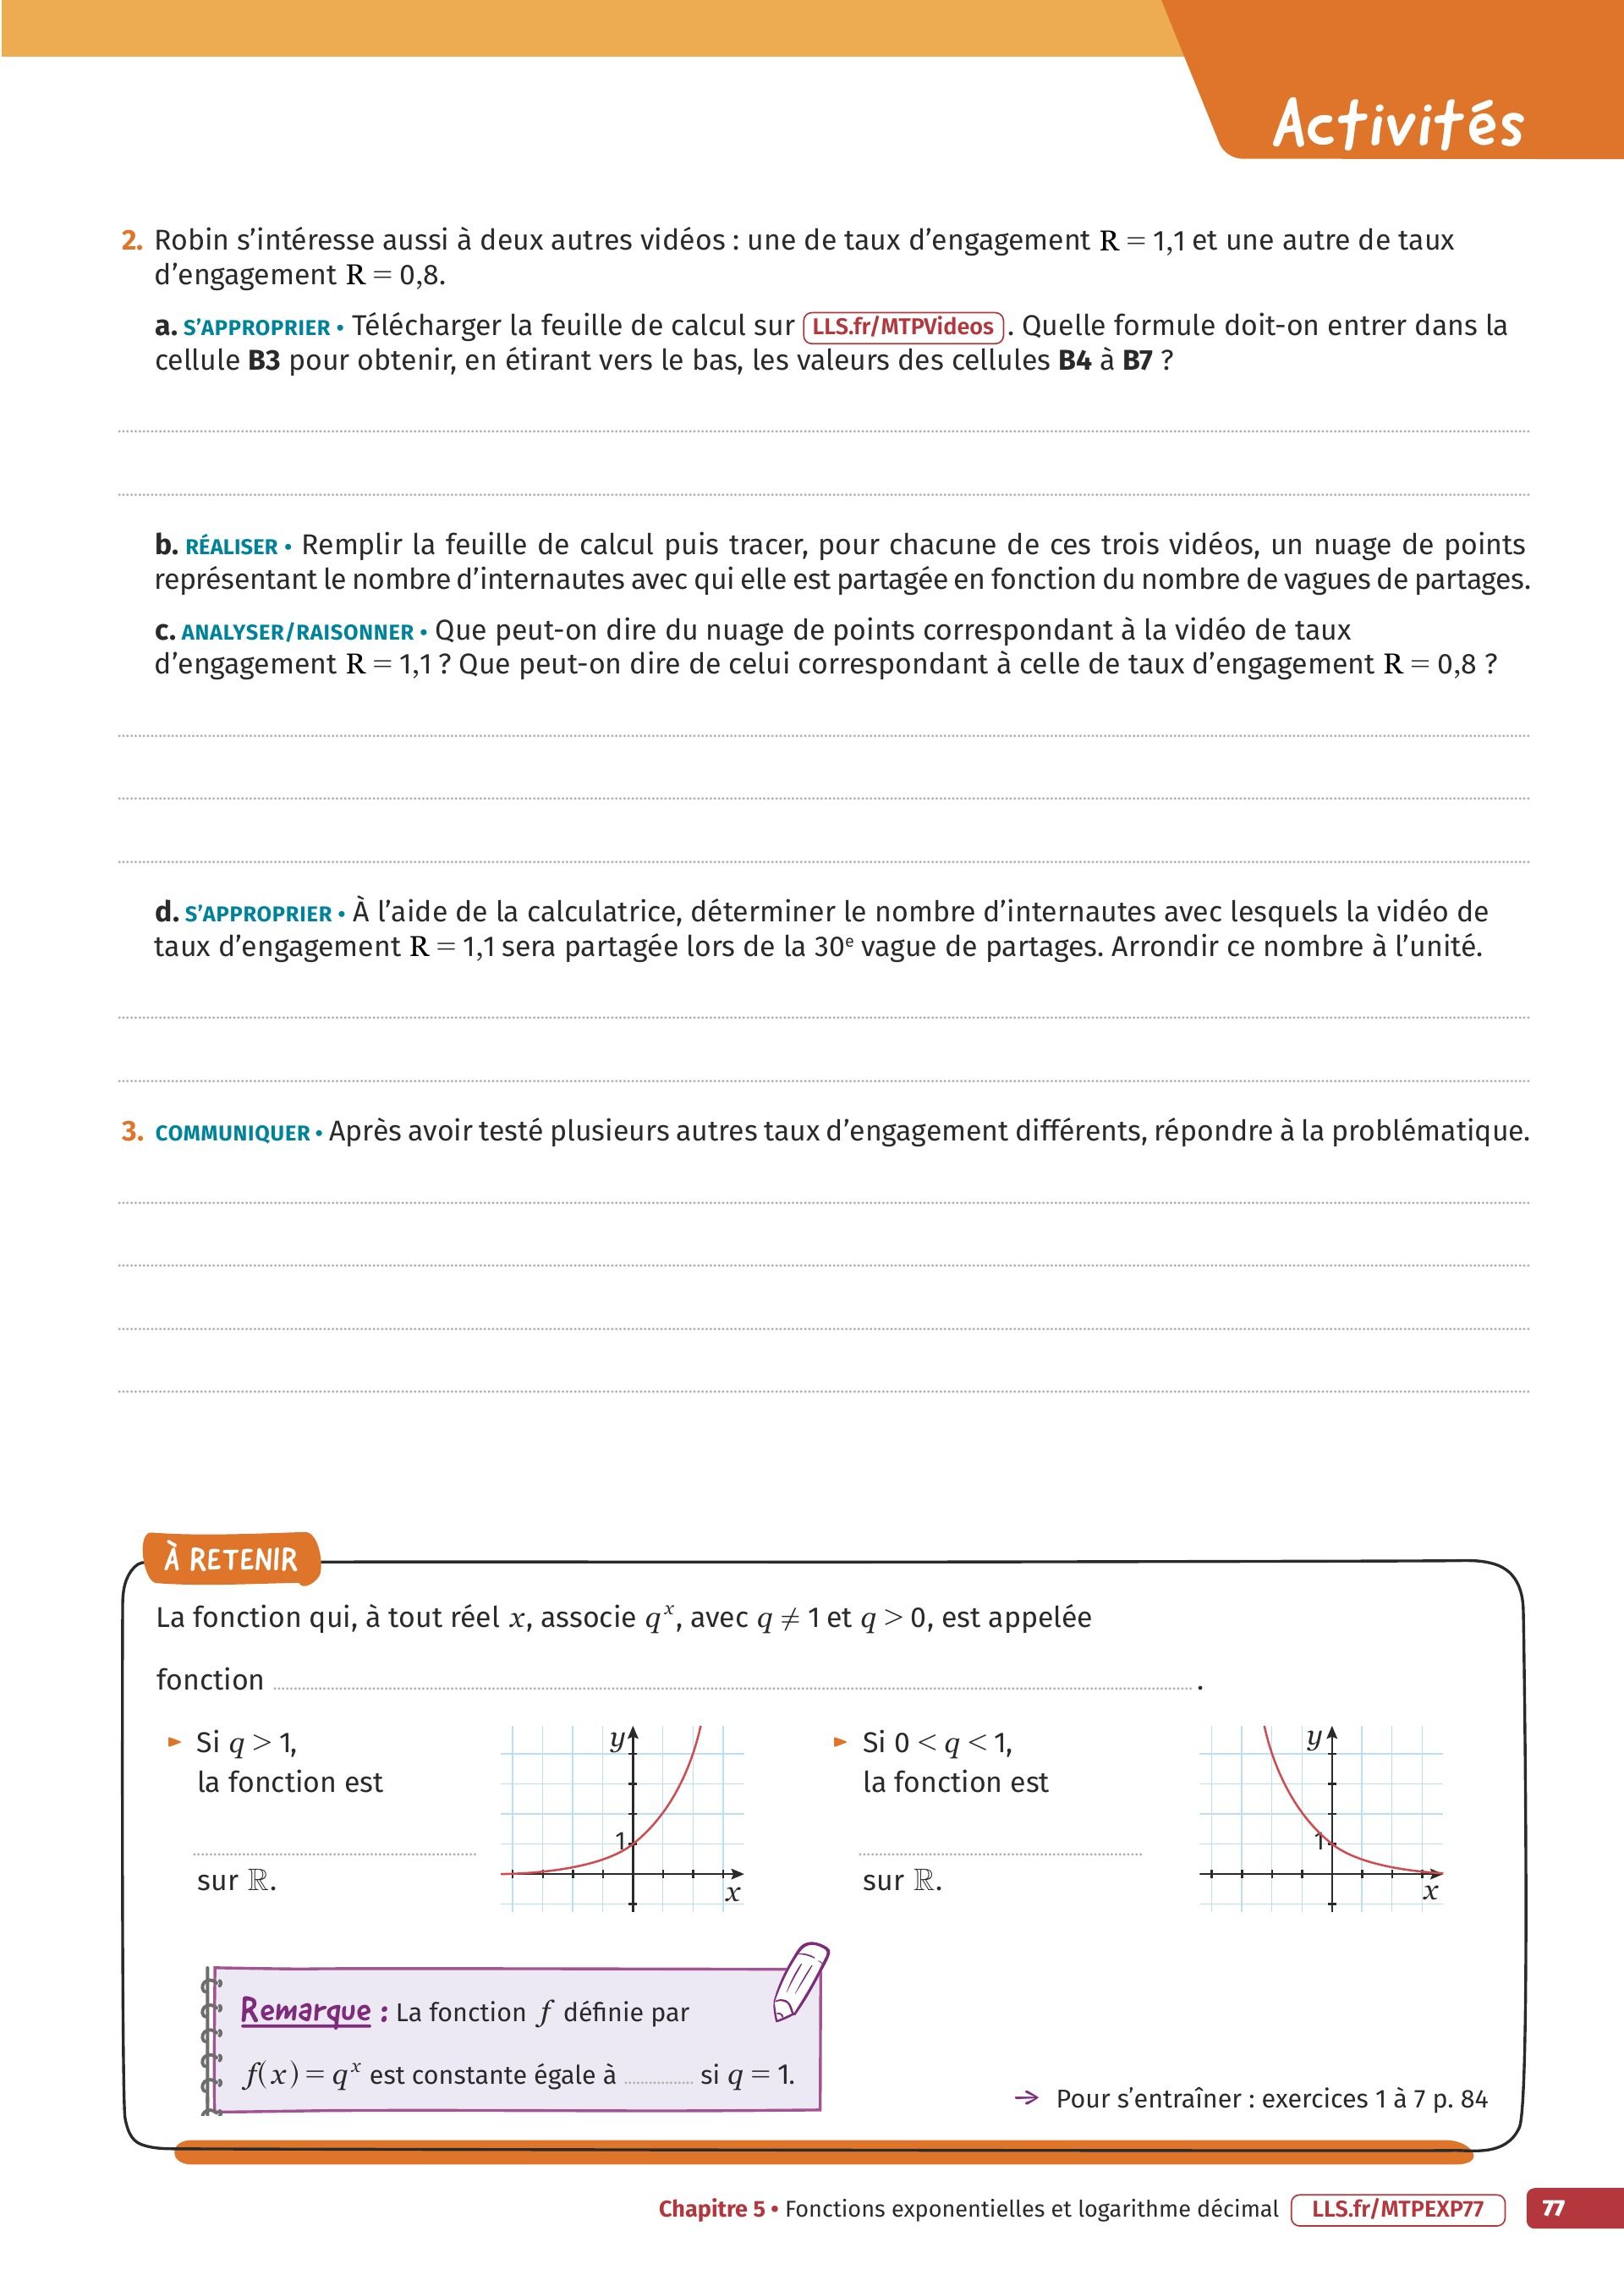 Activités
2. Robin s’intéresse aussi à deux autres vidéos : une de taux d’engagement R = 1,1 et une autre de taux
d’engagement R = 0,8.
a. S’APPROPRIER • Télécharger la feuille de calcul sur LLS.fr/MTPVideos . Quelle formule doit-on entrer dans la
cellule B3 pour obtenir, en étirant vers le bas, les valeurs des cellules B4 à B7 ?
b. RÉALISER • Remplir la feuille de calcul puis tracer, pour chacune de ces trois vidéos, un nuage de points
représentant le nombre d’internautes avec qui elle est partagée en fonction du nombre de vagues de partages.
c. ANALYSER/RAISONNER • Que peut-on dire du nuage de points correspondant à la vidéo de taux
d’engagement R = 1,1 ? Que peut-on dire de celui correspondant à celle de taux d’engagement R = 0,8 ?
d. S’APPROPRIER • À l’aide de la calculatrice, déterminer le nombre d’internautes avec lesquels la vidéo de
taux d’engagement R = 1,1 sera partagée lors de la 30ᵉ vague de partages. Arrondir ce nombre à l’unité.
3. COMMUNIQUER • Après avoir testé plusieurs autres taux d’engagement différents, répondre à la problématique.
À RETENIR
La fonction qui, à tout réel x, associe qˣ, avec q ≠ 1 et q > 0, est appelée
fonction .
► Si q > 1,
la fonction est
sur ℝ.
y
1
x
► Si 0 < q < 1,
la fonction est
sur ℝ.
y
1
x
Remarque : La fonction f définie par
f(x) = qˣ est constante égale à ............ si q = 1.
→ Pour s’entraîner : exercices 1 à 7 p. 84
Chapitre 5 • Fonctions exponentielles et logarithme décimal LLS.fr/MTPEXP77 77